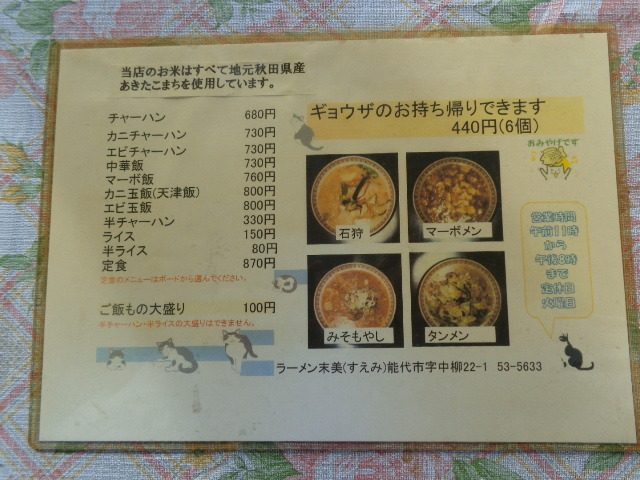 当店のお米はすべて地元秋田県産
あきたこまちを使用しています。
チャーハン 680円
カニチャーハン 730円
エビチャーハン 730円
中華飯 730円
マーボ飯 760円
カニ玉飯(天津飯) 800円
エビ玉飯 800円
半チャーハン 330円
ライス 150円
半ライス 80円
定食 870円
定食のメニューはボードから選んでください。
ご飯もの大盛り 100円
半チャーハン・半ライスの大盛りはできません。
ギョウザのお持ち帰りできます
440円(6個)
おみやげです
石狩
マーボメン
みそもやし
タンメン
営業時間
午前11時
から
午後8時
まで
定休日
火曜日
ラーメン末美(すえみ)能代市字中柳22-1 53-5633